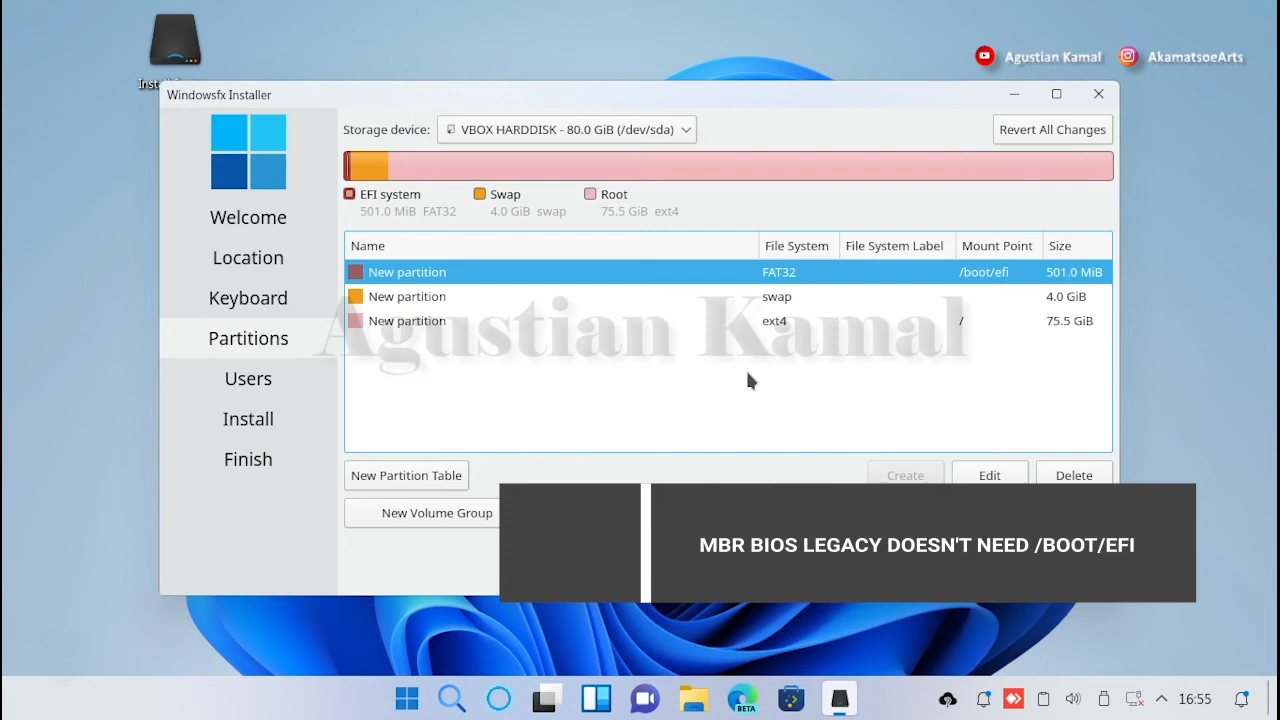 Agustian Kamal
AkamatsoeArts
Windowsfx Installer
Storage device:
VBOX HARDDISK - 80.0 GiB (/dev/sda)
Revert All Changes
EFI system
501.0 MiB FAT32
Swap
4.0 GiB swap
Root
75.5 GiB ext4
Welcome
Location
Keyboard
Partitions
Users
Install
Finish
Name File System File System Label Mount Point Size
New partition FAT32 /boot/efi 501.0 MiB
New partition swap 4.0 GiB
New partition ext4 / 75.5 GiB
Agustian Kamal
New Partition Table
Create
Edit
Delete
New Volume Group
MBR BIOS LEGACY DOESN'T NEED /BOOT/EFI
BETA
16:55